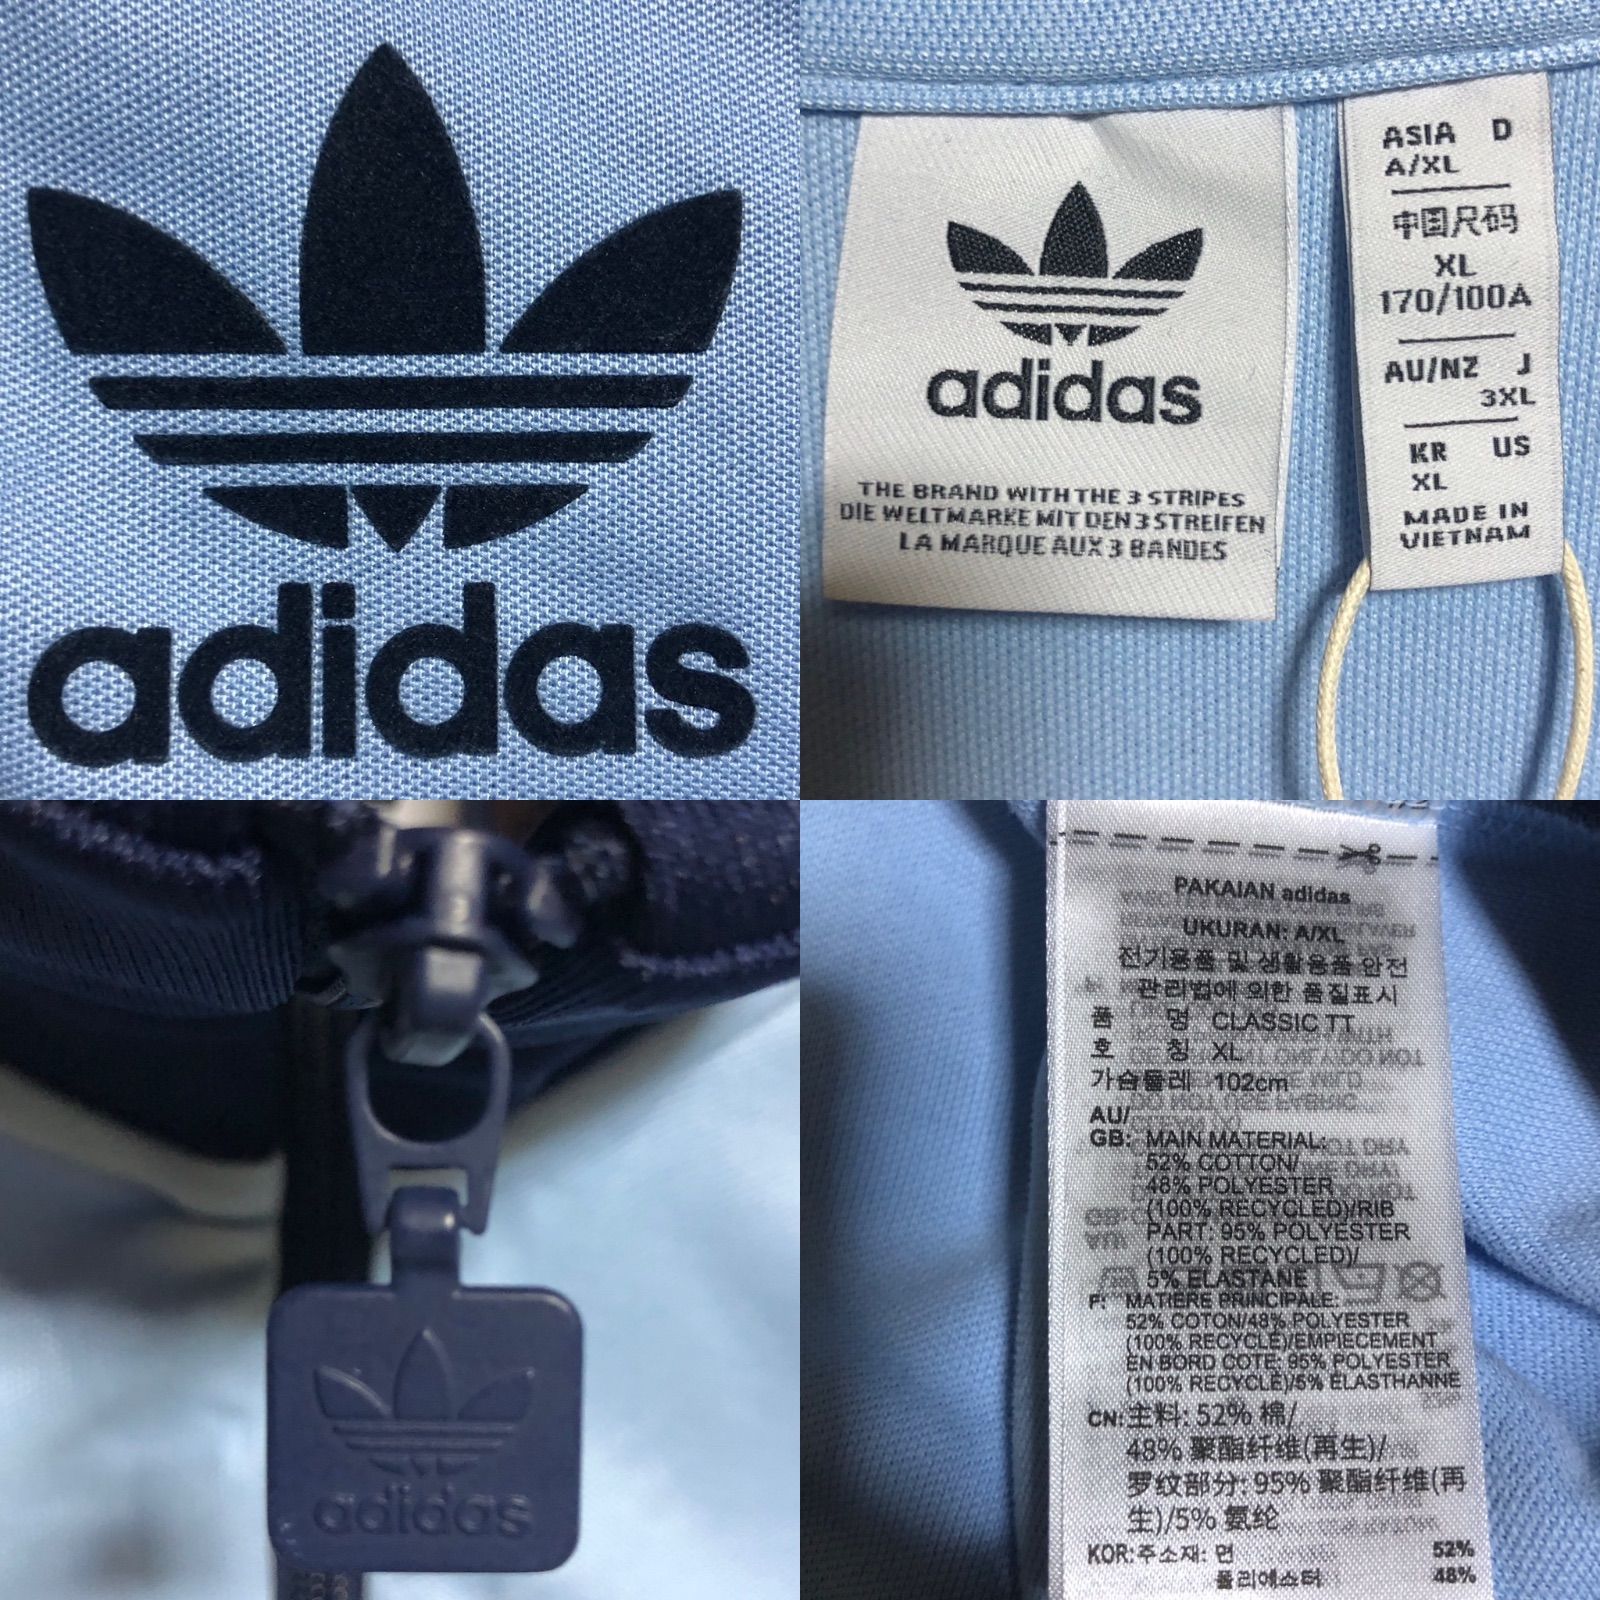 adidas
adidas
THE BRAND WITH THE 3 STRIPES
DIE WELTMARKE MIT DEN 3 STREIFEN
LA MARQUE AUX 3 BANDES
ASIA D
A/XL
中国尺码
XL
170/100A
AU/NZ J
3XL
KR US
XL
MADE IN
VIETNAM
adidas
PAKAIAN adidas
UKURAN: A/XL
전기용품 및 생활용품 안전
관리법에 의한 품질표시
품 명 CLASSIC TT
호 칭 XL
가슴둘레 102cm
AU/
GB: MAIN MATERIAL:
52% COTTON/
48% POLYESTER
(100% RECYCLED)/RIB
PART: 95% POLYESTER
(100% RECYCLED)/
5% ELASTANE
F: MATIERE PRINCIPALE:
52% COTON/48% POLYESTER
(100% RECYCLÉ)/EMPIECEMENT
EN BORD COTE: 95% POLYESTER
(100% RECYCLÉ)/5% ÉLASTHANNE
CN: 主料: 52% 棉/
48% 聚酯纤维(再生)/
罗纹部分: 95% 聚酯纤维(再
生)/5% 氨纶
KOR: 주소재: 면 52%
폴리에스터 48%